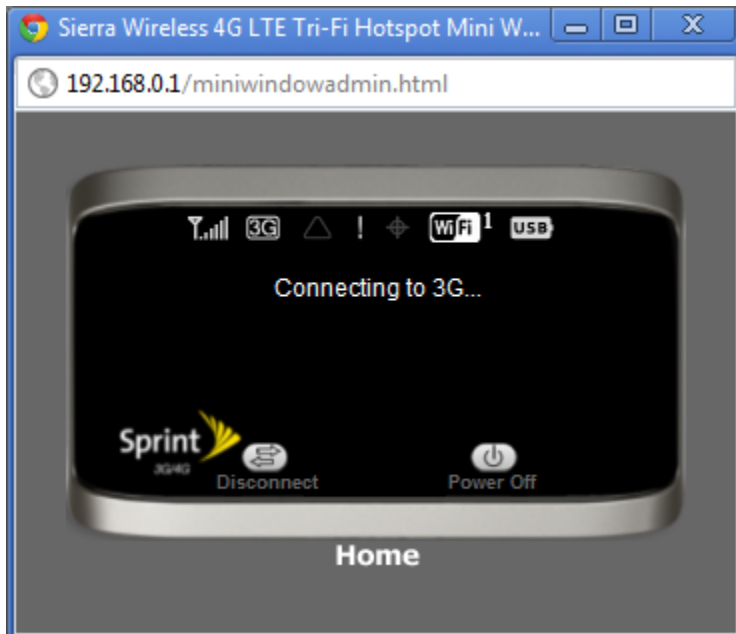 Sierra Wireless 4G LTE Tri-Fi Hotspot Mini W...
192.168.0.1/miniwindowadmin.html
3G ! WiFi 1 USB
Connecting to 3G...
Sprint
3G/4G
Disconnect Power Off
Home